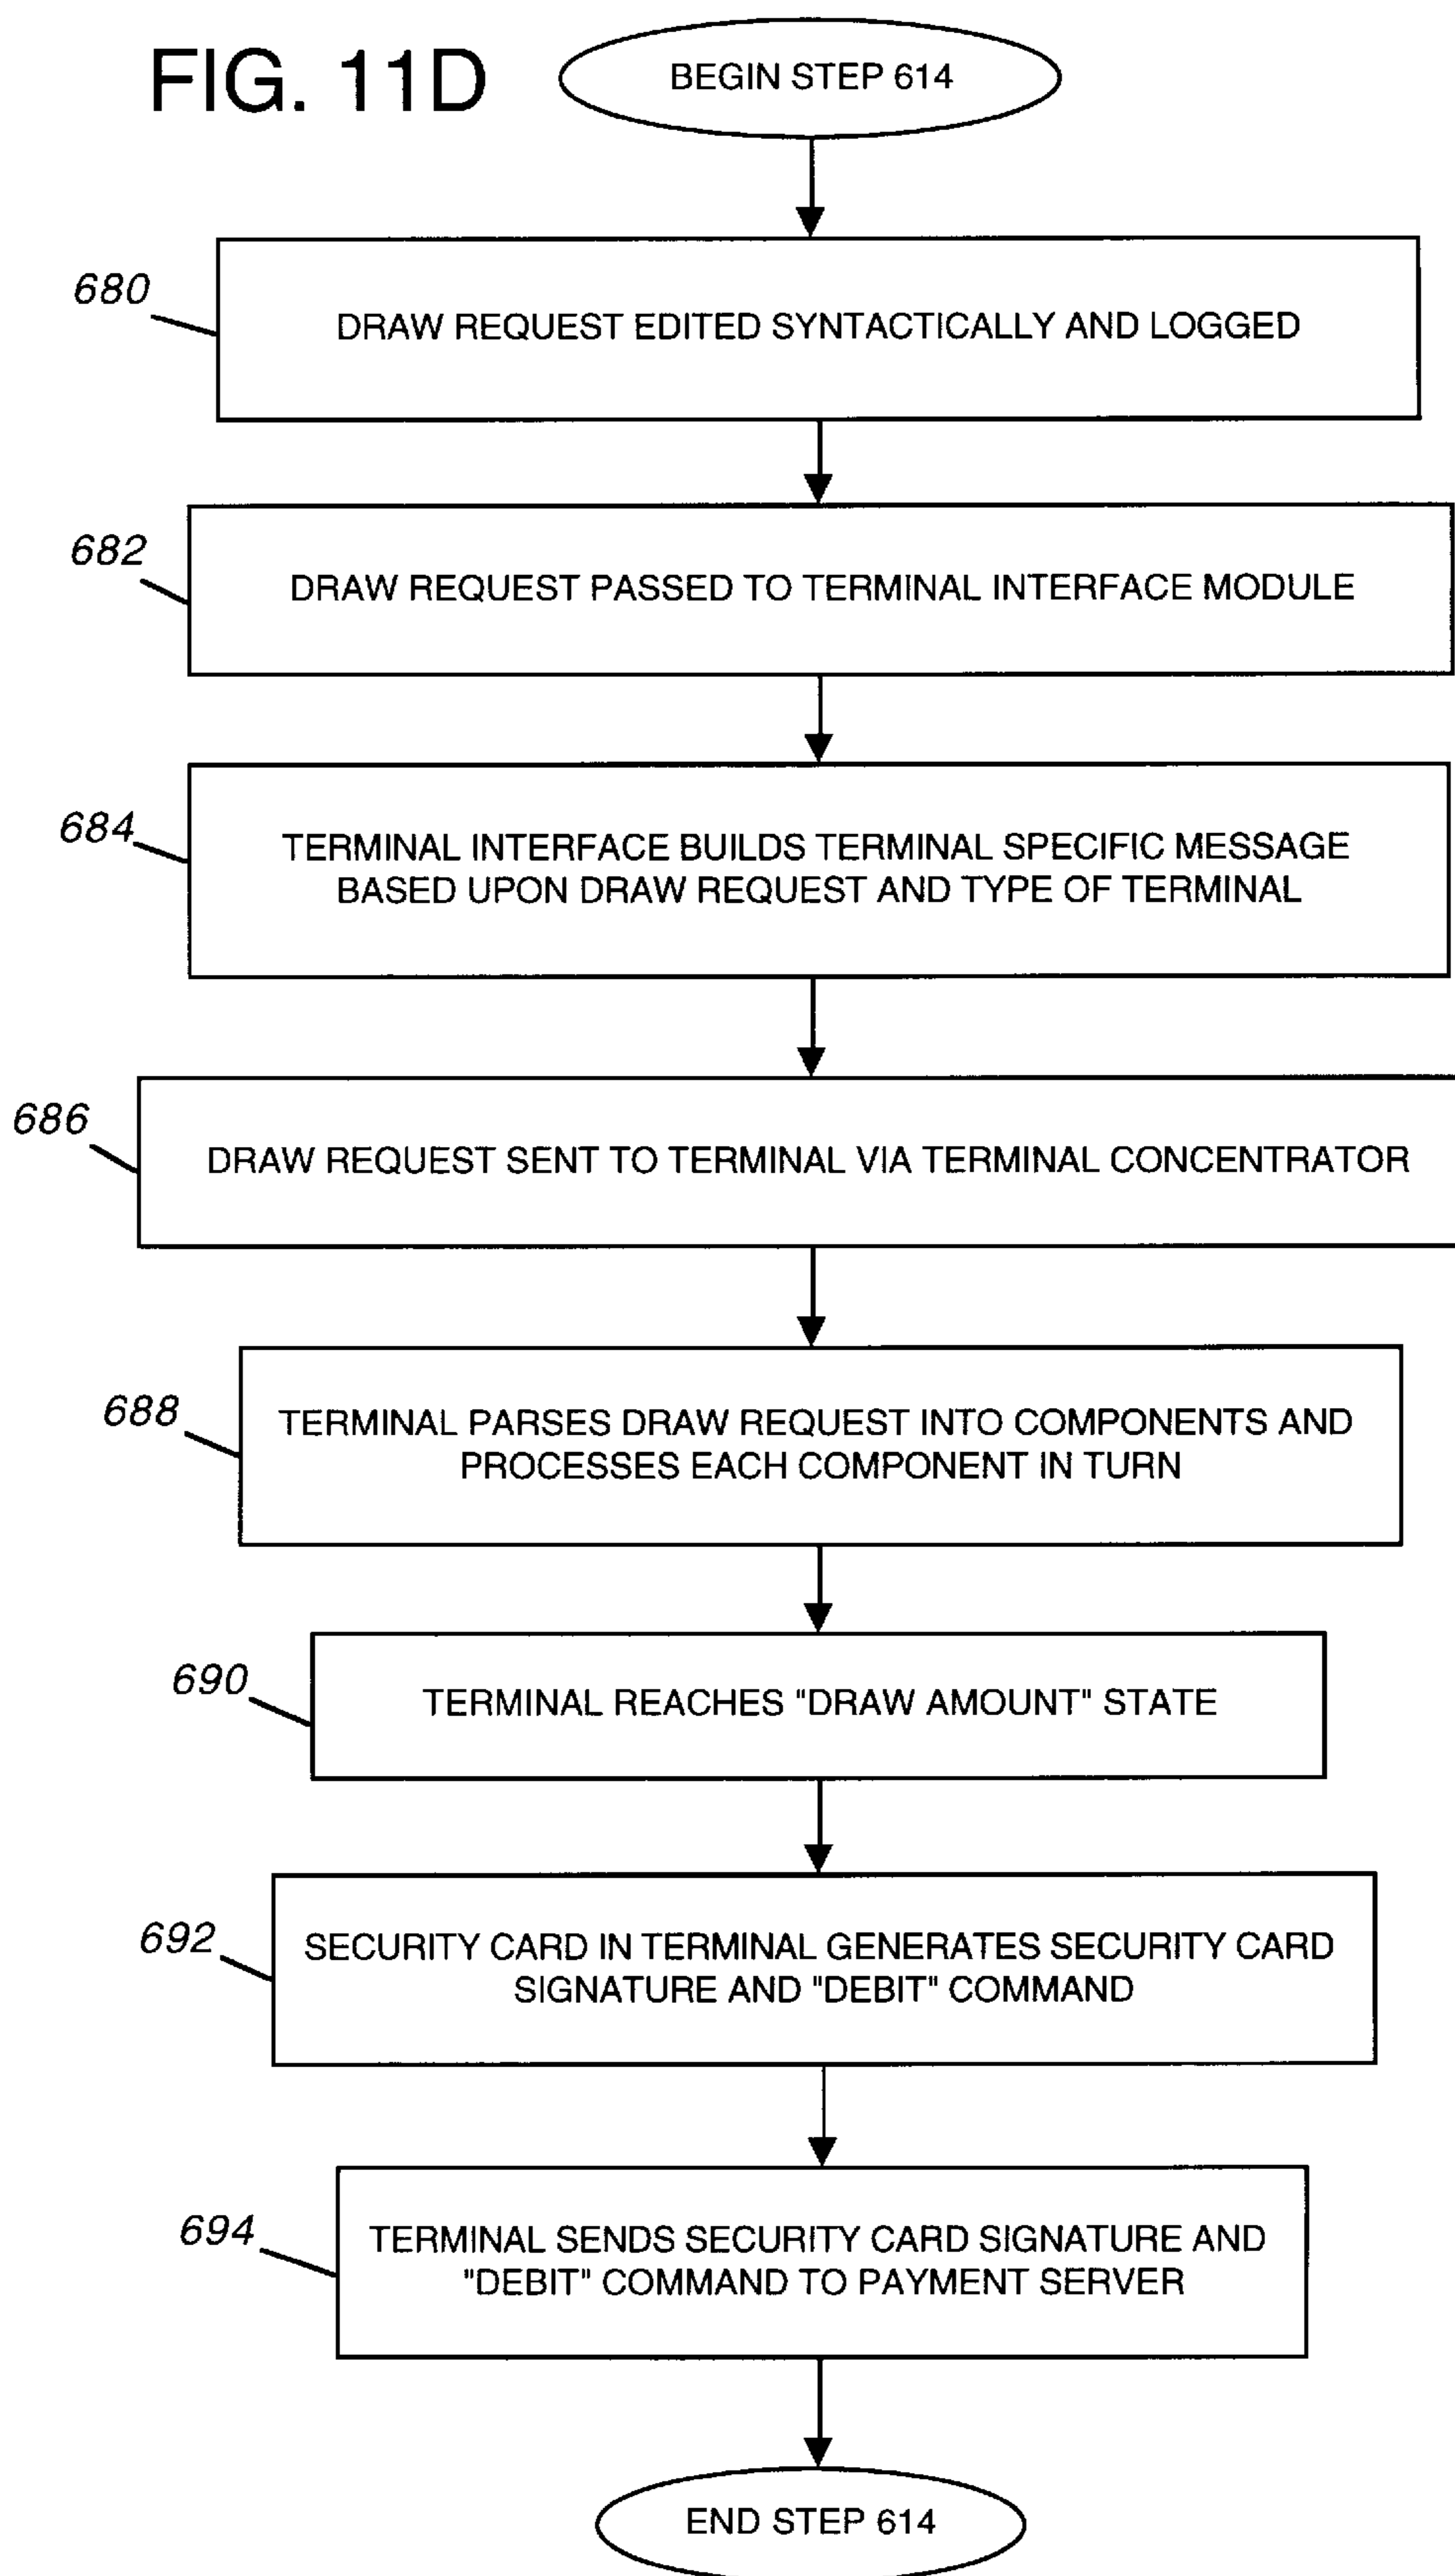 FIG. 11D
BEGIN STEP 614
680
DRAW REQUEST EDITED SYNTACTICALLY AND LOGGED
682
DRAW REQUEST PASSED TO TERMINAL INTERFACE MODULE
684
TERMINAL INTERFACE BUILDS TERMINAL SPECIFIC MESSAGE
BASED UPON DRAW REQUEST AND TYPE OF TERMINAL
686
DRAW REQUEST SENT TO TERMINAL VIA TERMINAL CONCENTRATOR
688
TERMINAL PARSES DRAW REQUEST INTO COMPONENTS AND
PROCESSES EACH COMPONENT IN TURN
690
TERMINAL REACHES "DRAW AMOUNT" STATE
692
SECURITY CARD IN TERMINAL GENERATES SECURITY CARD
SIGNATURE AND "DEBIT" COMMAND
694
TERMINAL SENDS SECURITY CARD SIGNATURE AND
"DEBIT" COMMAND TO PAYMENT SERVER
END STEP 614